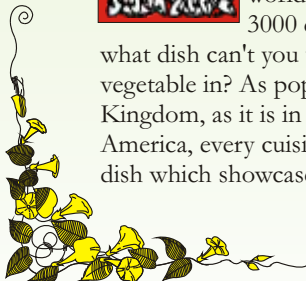 world
3000
what dish can't you
vegetable in? As pop
Kingdom, as it is in
America, every cuisi
dish which showcase